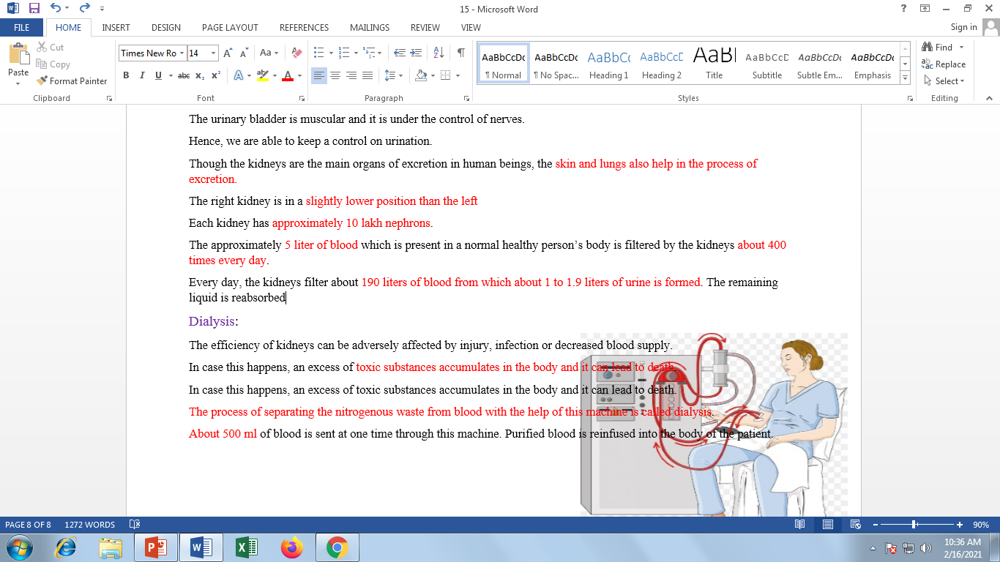 15 - Microsoft Word
FILE HOME INSERT DESIGN PAGE LAYOUT REFERENCES MAILINGS REVIEW VIEW Sign in
Paste Cut Copy Format Painter
Times New Ro 14
Aa
B I U abc x2 x2 A ab A
AaBbCcDc AaBbCcDc AaBbCc AaBbCcD AaB AaBbCcD AaBbCcDc AaBbCcDc
¶ Normal ¶ No Spac... Heading 1 Heading 2 Title Subtitle Subtle Em... Emphasis
Find Replace Select
Clipboard Font Paragraph Styles Editing
The urinary bladder is muscular and it is under the control of nerves.
Hence, we are able to keep a control on urination.
Though the kidneys are the main organs of excretion in human beings, the skin and lungs also help in the process of
excretion.
The right kidney is in a slightly lower position than the left
Each kidney has approximately 10 lakh nephrons.
The approximately 5 liter of blood which is present in a normal healthy person’s body is filtered by the kidneys about 400
times every day.
Every day, the kidneys filter about 190 liters of blood from which about 1 to 1.9 liters of urine is formed. The remaining
liquid is reabsorbed
Dialysis:
The efficiency of kidneys can be adversely affected by injury, infection or decreased blood supply.
In case this happens, an excess of toxic substances accumulates in the body and it can lead to death.
In case this happens, an excess of toxic substances accumulates in the body and it can lead to death.
The process of separating the nitrogenous waste from blood with the help of this machine is called dialysis.
About 500 ml of blood is sent at one time through this machine. Purified blood is reinfused into the body of the patient.
PAGE 8 OF 8 1272 WORDS 90%
10:36 AM
2/16/2021